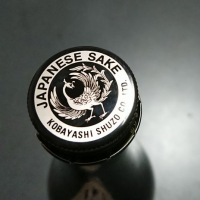 JAPANESE SAKE
KOBAYASHI SHUZO CO., LTD.